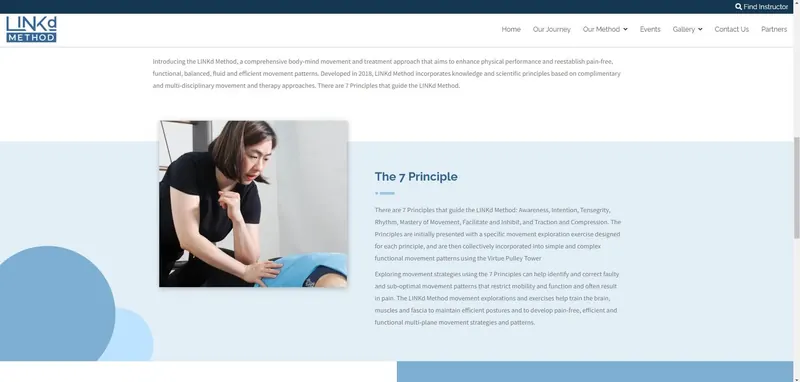 Find Instructor
LINKd
METHOD
Home Our Journey Our Method Events Gallery Contact Us Partners
Introducing the LINKd Method, a comprehensive body-mind movement and treatment approach that aims to enhance physical performance and reestablish pain-free,
functional, balanced, fluid and efficient movement patterns. Developed in 2018, LINKd Method incorporates knowledge and scientific principles based on complimentary
and multi-disciplinary movement and therapy approaches. There are 7 Principles that guide the LINKd Method.
The 7 Principle
There are 7 Principles that guide the LINKd Method: Awareness, Intention, Tensegrity,
Rhythm, Mastery of Movement, Facilitate and Inhibit, and Traction and Compression. The
Principles are initially presented with a specific movement exploration exercise designed
for each principle, and are then collectively incorporated into simple and complex
functional movement patterns using the Virtue Pulley Tower
Exploring movement strategies using the 7 Principles can help identify and correct faulty
and sub-optimal movement patterns that restrict mobility and function and often result
in pain. The LINKd Method movement explorations and exercises help train the brain,
muscles and fascia to maintain efficient postures and to develop pain-free, efficient and
functional multi-plane movement strategies and patterns.